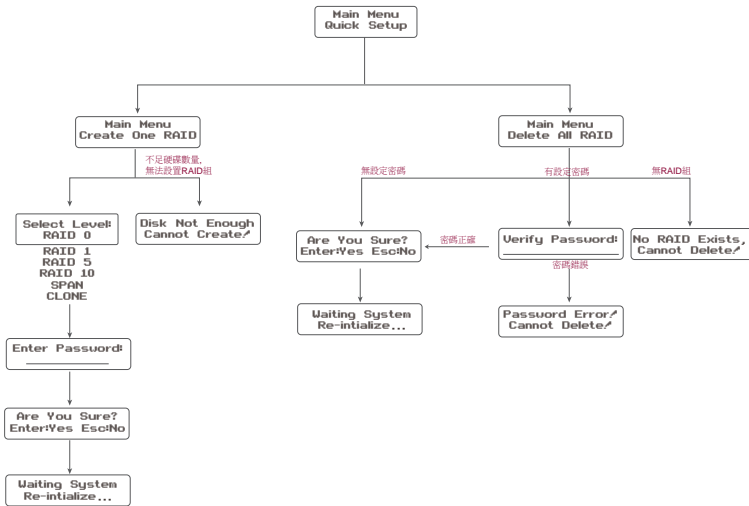 Main Menu
Quick Setup
Main Menu
Create One RAID
Main Menu
Delete All RAID
不足硬碟數量,
無法設置RAID組
無設定密碼
有設定密碼
無RAID組
Select Level:
RAID 0
RAID 1
RAID 5
RAID 10
SPAN
CLONE
Disk Not Enough
Cannot Create!
Are You Sure?
Enter:Yes Esc:No
密碼正確
Verify Password:
No RAID Exists,
Cannot Delete!
密碼錯誤
Waiting System
Re-intialize...
Password Error!
Cannot Delete!
Enter Password:
Are You Sure?
Enter:Yes Esc:No
Waiting System
Re-intialize...